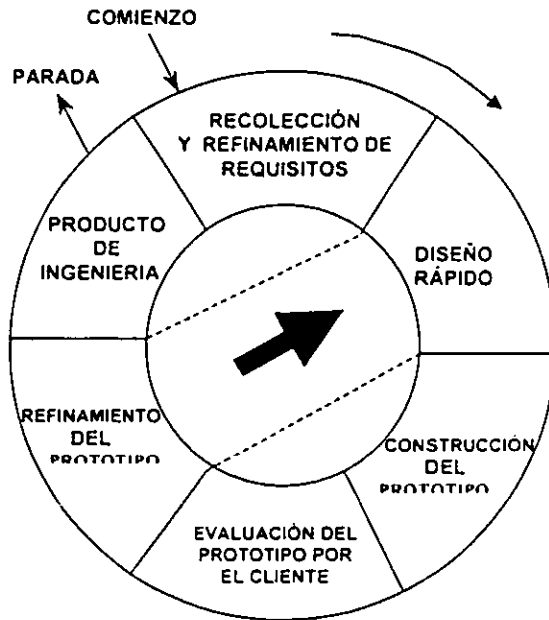 COMIENZO
PARADA
RECOLECCIÓN
Y REFINAMIENTO DE
REQUISITOS
DISEÑO
RÁPIDO
CONSTRUCCIÓN
DEL
PROTOTIPO
EVALUACIÓN DEL
PROTOTIPO POR
EL CLIENTE
REFINAMIENTO
DEL
PROTOTIPO
PRODUCTO
DE
INGENIERIA